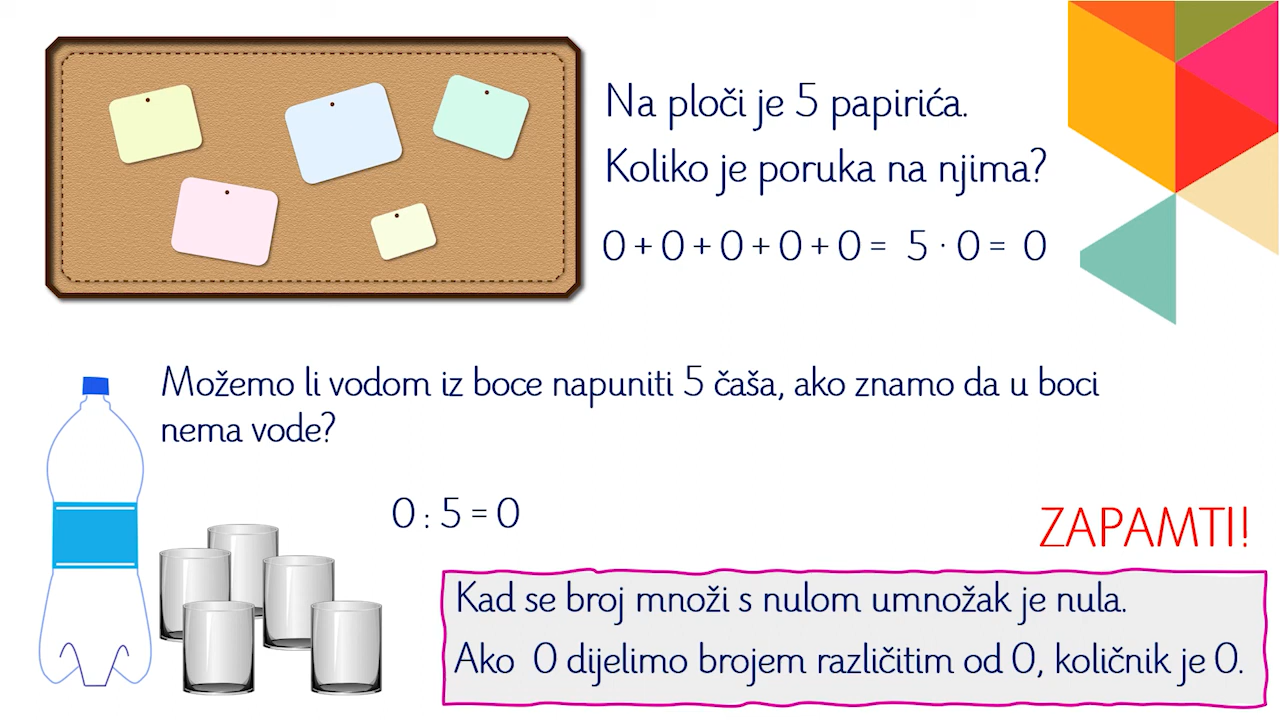 Na ploči je 5 papirića.
Koliko je poruka na njima?
0 + 0 + 0 + 0 + 0 = 5 · 0 = 0
Možemo li vodom iz boce napuniti 5 čaša, ako znamo da u boci
nema vode?
0 : 5 = 0
ZAPAMTI!
Kad se broj množi s nulom umnožak je nula.
Ako 0 dijelimo brojem različitim od 0, količnik je 0.